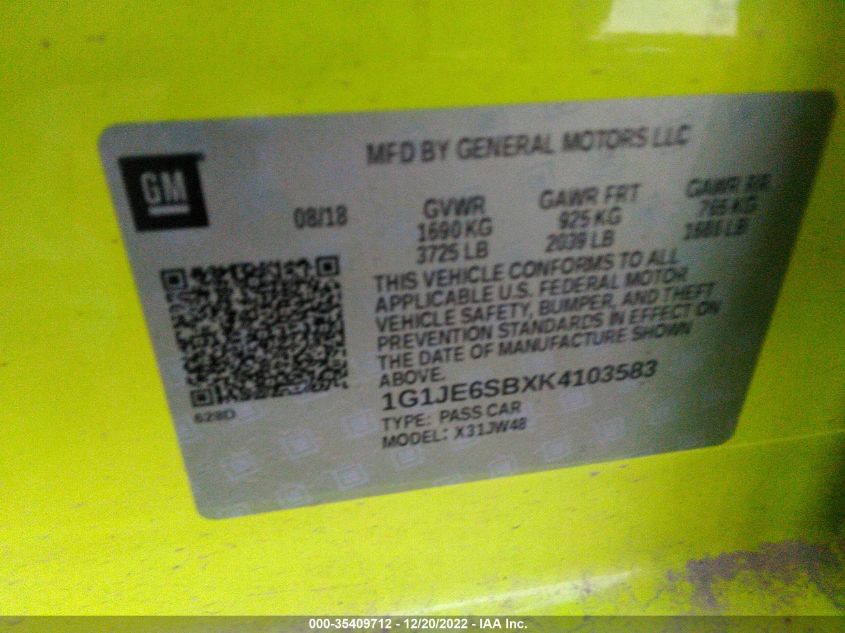 MFD BY GENERAL MOTORS LLC
GM
08/18
GVWR
1690 KG
3725 LB
GAWR FRT
925 KG
2039 LB
GAWR RR
765 KG
1686 LB
THIS VEHICLE CONFORMS TO ALL
APPLICABLE U.S. FEDERAL MOTOR
VEHICLE SAFETY, BUMPER, AND THEFT
PREVENTION STANDARDS IN EFFECT ON
THE DATE OF MANUFACTURE SHOWN
ABOVE.
1G1JE6SBXK4103583
TYPE: PASS CAR
MODEL: X31JW48
628D
000-35409712 - 12/20/2022 - IAA Inc.